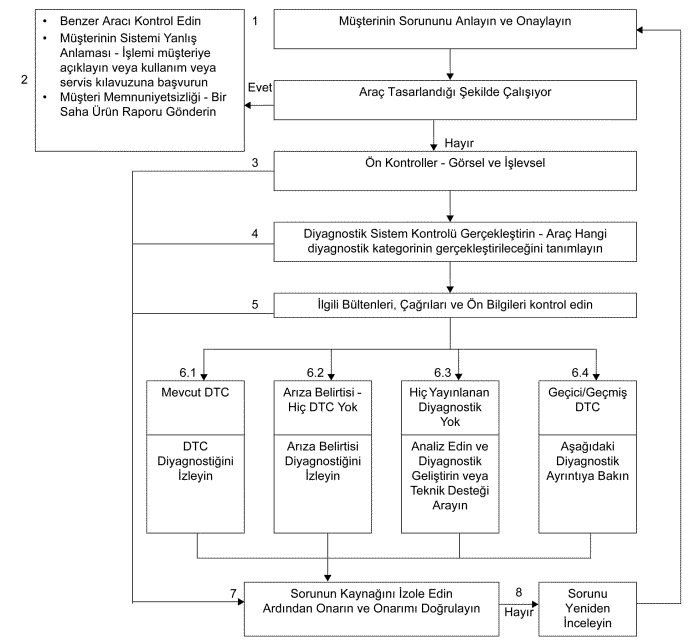 1
Müşterinin Sorununu Anlayın ve Onaylayın
2
• Benzer Aracı Kontrol Edin
• Müşterinin Sistemi Yanlış
Anlaması - İşlemi müşteriye
açıklayın veya kullanım veya
servis kılavuzuna başvurun
• Müşteri Memnuniyetsizliği - Bir
Saha Ürün Raporu Gönderin
Evet
Araç Tasarlandığı Şekilde Çalışıyor
Hayır
3
Ön Kontroller - Görsel ve İşlevsel
4
Diyagnostik Sistem Kontrolü Gerçekleştirin - Araç Hangi
diyagnostik kategorinin gerçekleştirileceğini tanımlayın
5
İlgili Bültenleri, Çağrıları ve Ön Bilgileri kontrol edin
6.1
Mevcut DTC
DTC
Diyagnostiğini
İzleyin
6.2
Arıza Belirtisi -
Hiç DTC Yok
Arıza Belirtisi
Diyagnostiğini
İzleyin
6.3
Hiç Yayınlanan
Diyagnostik
Yok
Analiz Edin ve
Diyagnostik
Geliştirin veya
Teknik Desteği
Arayın
6.4
Geçici/Geçmiş
DTC
Aşağıdaki
Diyagnostik
Ayrıntıya Bakın
7
Sorunun Kaynağını İzole Edin
Ardından Onarın ve Onarımı Doğrulayın
8
Hayır
Sorunu
Yeniden
İnceleyin